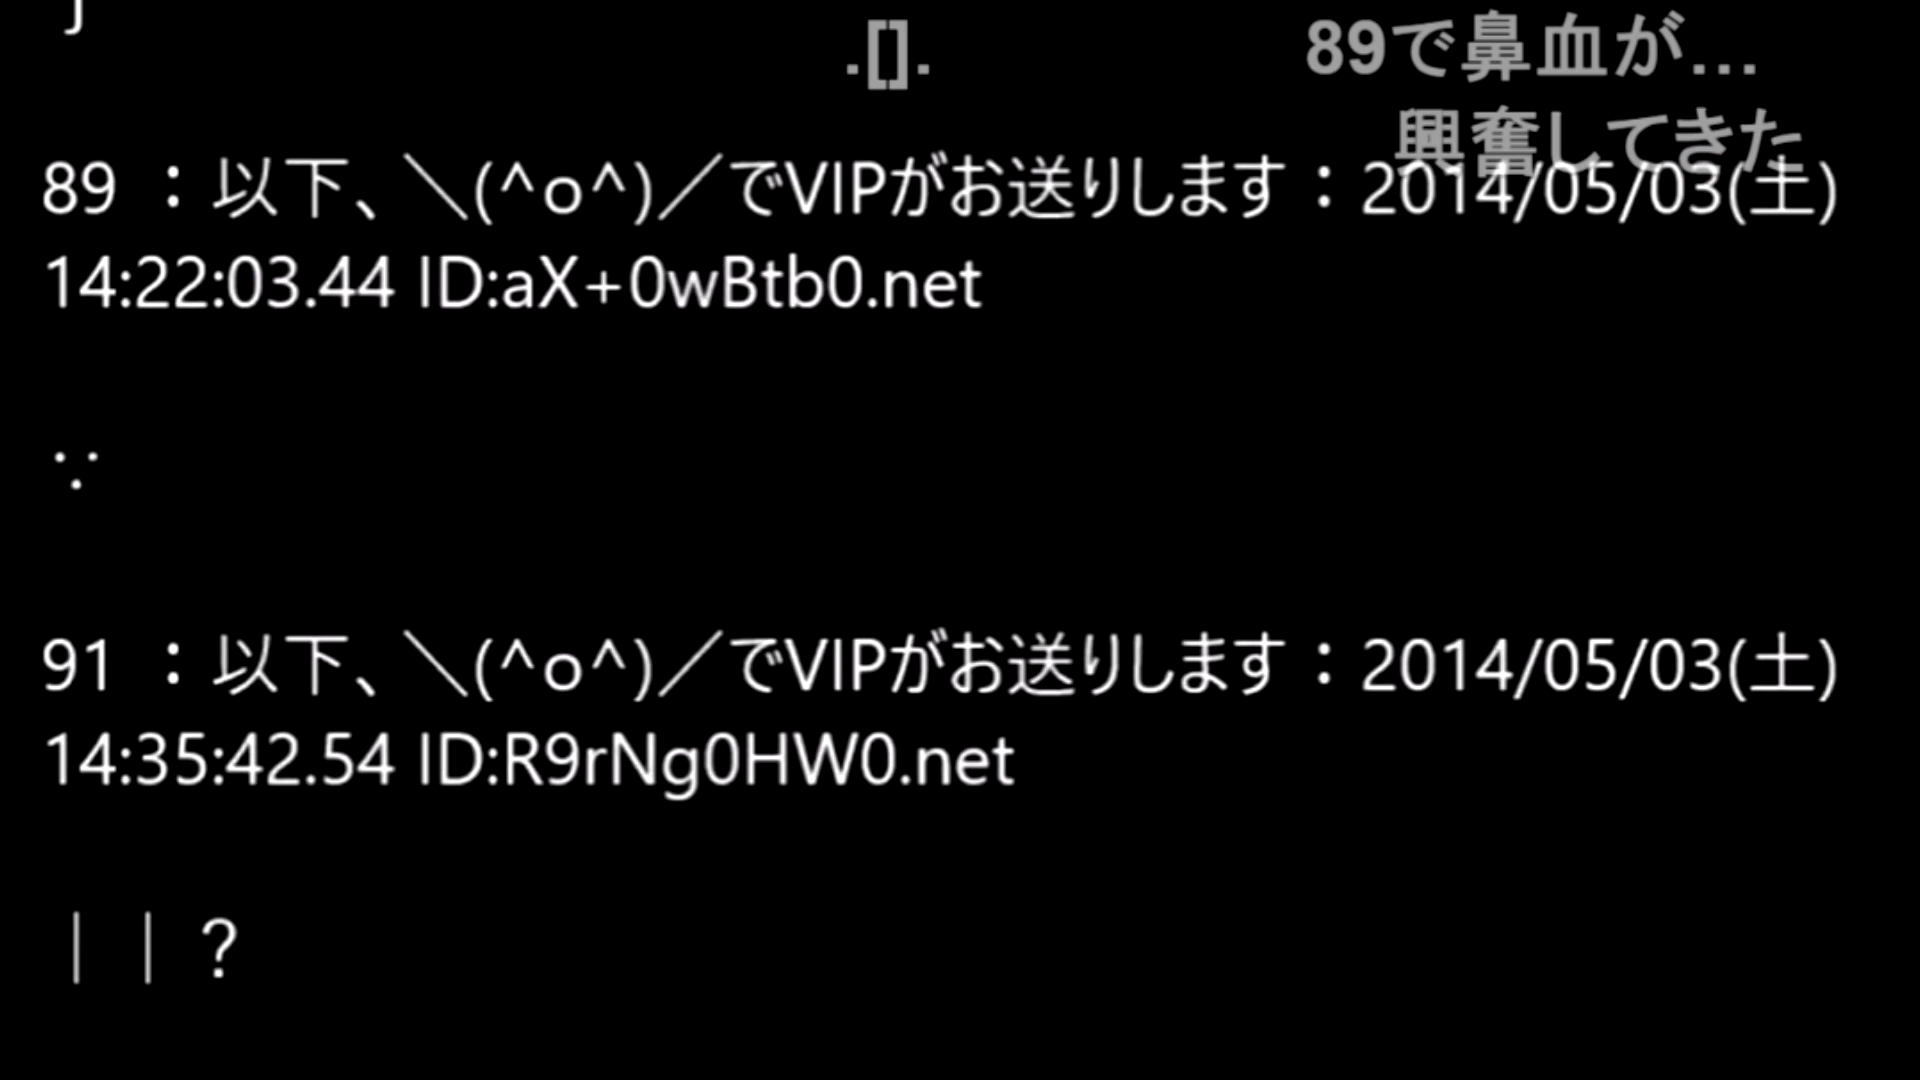 .[].
89で鼻血が…
興奮してきた
89 ：以下、＼(^o^)／でVIPがお送りします：2014/05/03(土)
14:22:03.44 ID:aX+0wBtb0.net
∵
91 ：以下、＼(^o^)／でVIPがお送りします：2014/05/03(土)
14:35:42.54 ID:R9rNg0HW0.net
｜｜?